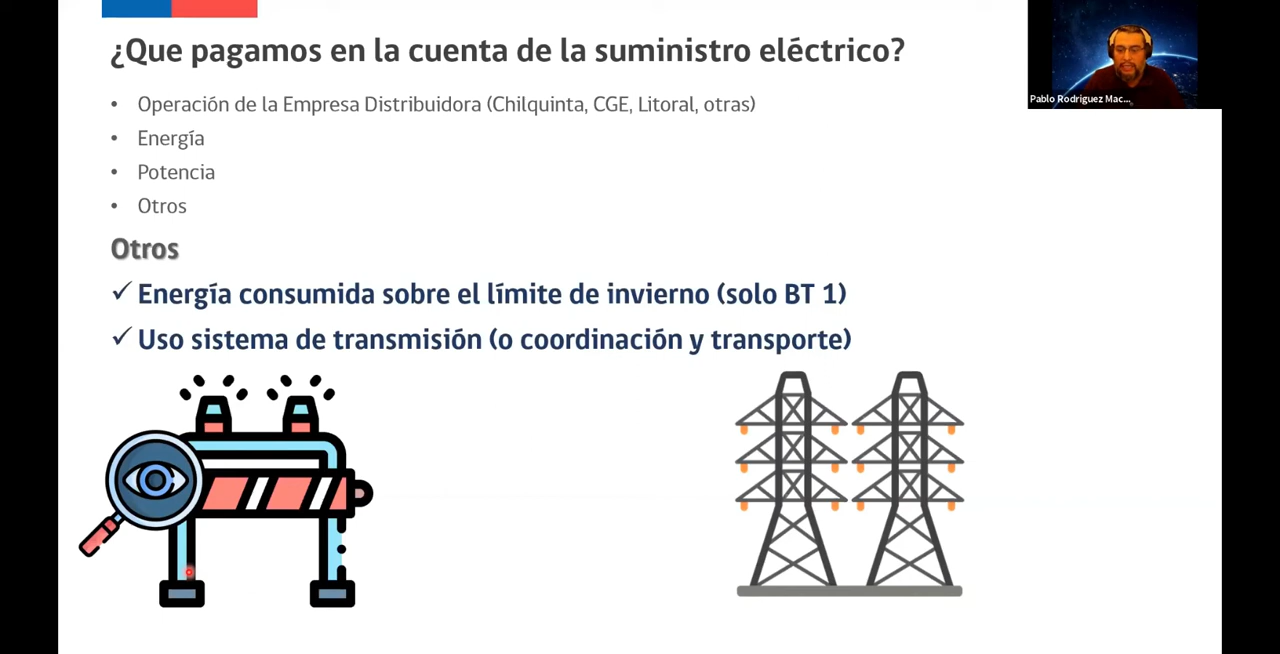 ¿Que pagamos en la cuenta de la suministro eléctrico?
• Operación de la Empresa Distribuidora (Chilquinta, CGE, Litoral, otras)
• Energía
• Potencia
• Otros
Otros
✓ Energía consumida sobre el límite de invierno (solo BT 1)
✓ Uso sistema de transmisión (o coordinación y transporte)
Pablo Rodriguez Mac...